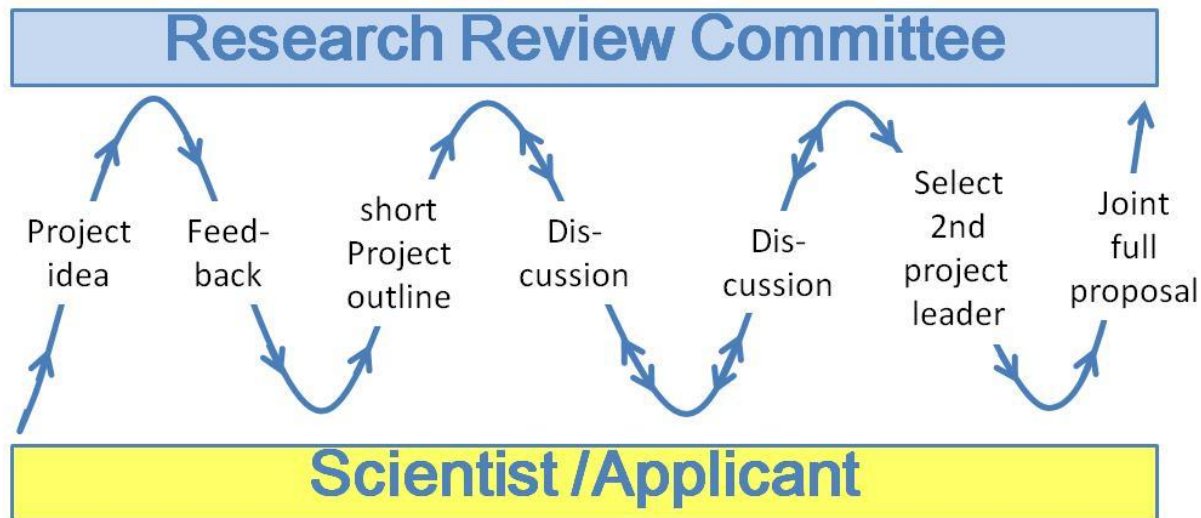 Research Review Committee
Project
idea
Feed-
back
short
Project
outline
Dis-
cussion
Dis-
cussion
Select
2nd
project
leader
Joint
full
proposal
Scientist /Applicant